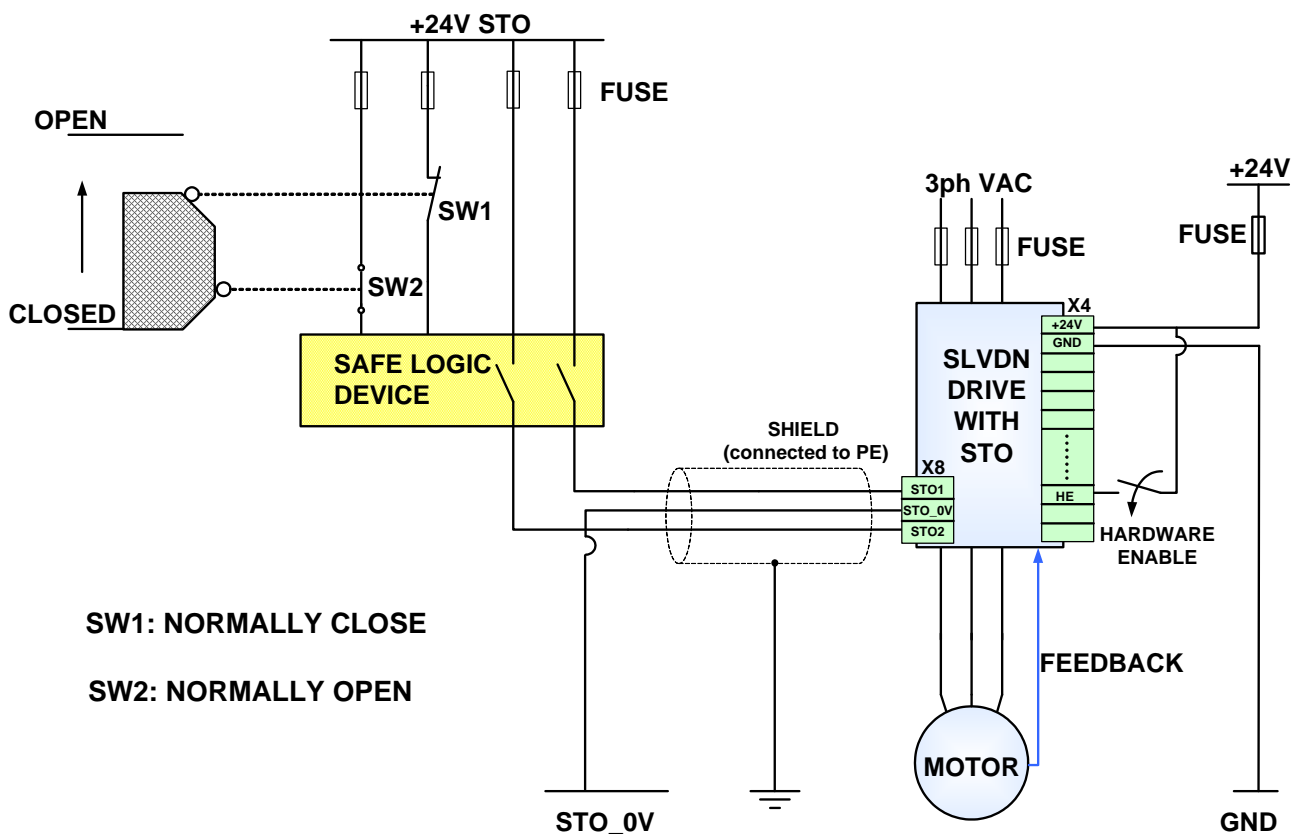 +24V STO
FUSE
OPEN
SW1
SW2
CLOSED
SAFE LOGIC
DEVICE
3ph VAC
FUSE
+24V
FUSE
X4
+24V
GND
SLVDN
DRIVE
WITH
STO
SHIELD
(connected to PE)
X8
STO1
STO_0V
STO2
HE
HARDWARE
ENABLE
SW1: NORMALLY CLOSE
SW2: NORMALLY OPEN
FEEDBACK
MOTOR
STO_0V
GND